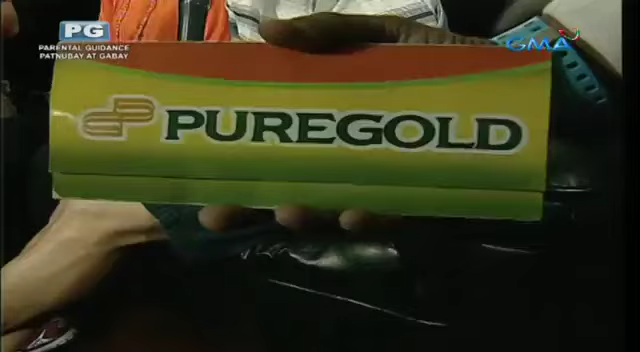 PG
PARENTAL GUIDANCE
PATNUBAY AT GABAY
GMA
PUREGOLD